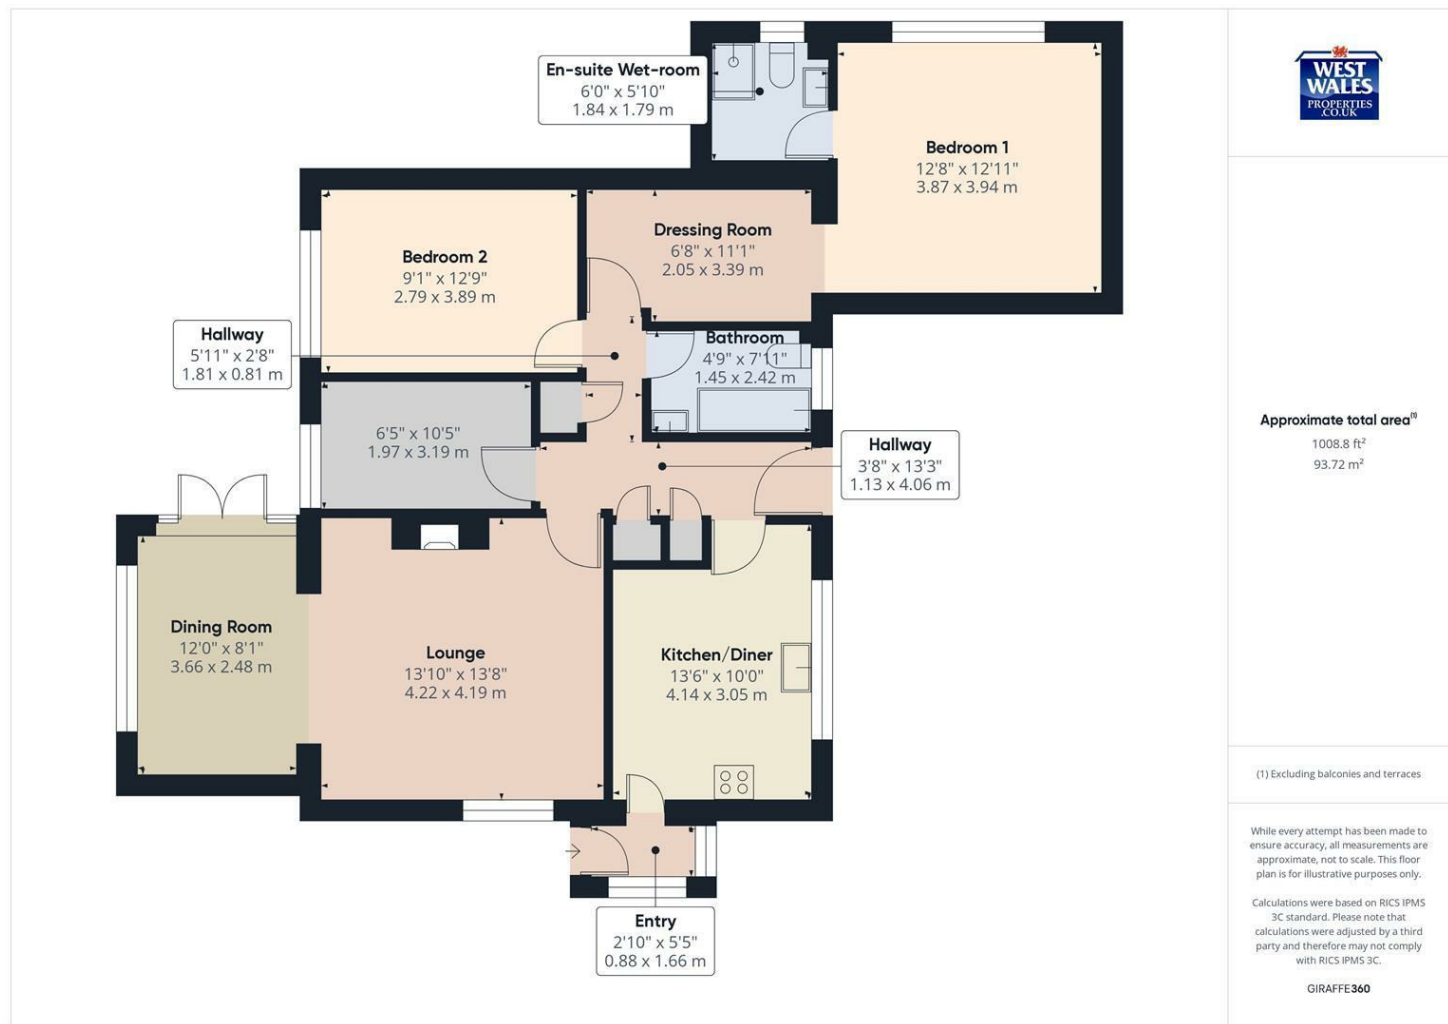 En-suite Wet-room
6'0" x 5'10"
1.84 x 1.79 m
Bedroom 1
12'8" x 12'11"
3.87 x 3.94 m
Dressing Room
6'8" x 11'1"
2.05 x 3.39 m
Bedroom 2
9'1" x 12'9"
2.79 x 3.89 m
Hallway
5'11" x 2'8"
1.81 x 0.81 m
Bathroom
4'9" x 7'11"
1.45 x 2.42 m
6'5" x 10'5"
1.97 x 3.19 m
Hallway
3'8" x 13'3"
1.13 x 4.06 m
Dining Room
12'0" x 8'1"
3.66 x 2.48 m
Lounge
13'10" x 13'8"
4.22 x 4.19 m
Kitchen/Diner
13'6" x 10'0"
4.14 x 3.05 m
Entry
2'10" x 5'5"
0.88 x 1.66 m
WEST
WALES
PROPERTIES
.CO.UK
Approximate total area(1)
1008.8 ft²
93.72 m²
(1) Excluding balconies and terraces
While every attempt has been made to
ensure accuracy, all measurements are
approximate, not to scale. This floor
plan is for illustrative purposes only.
Calculations were based on RICS IPMS
3C standard. Please note that
calculations were adjusted by a third
party and therefore may not comply
with RICS IPMS 3C.
GIRAFFE360